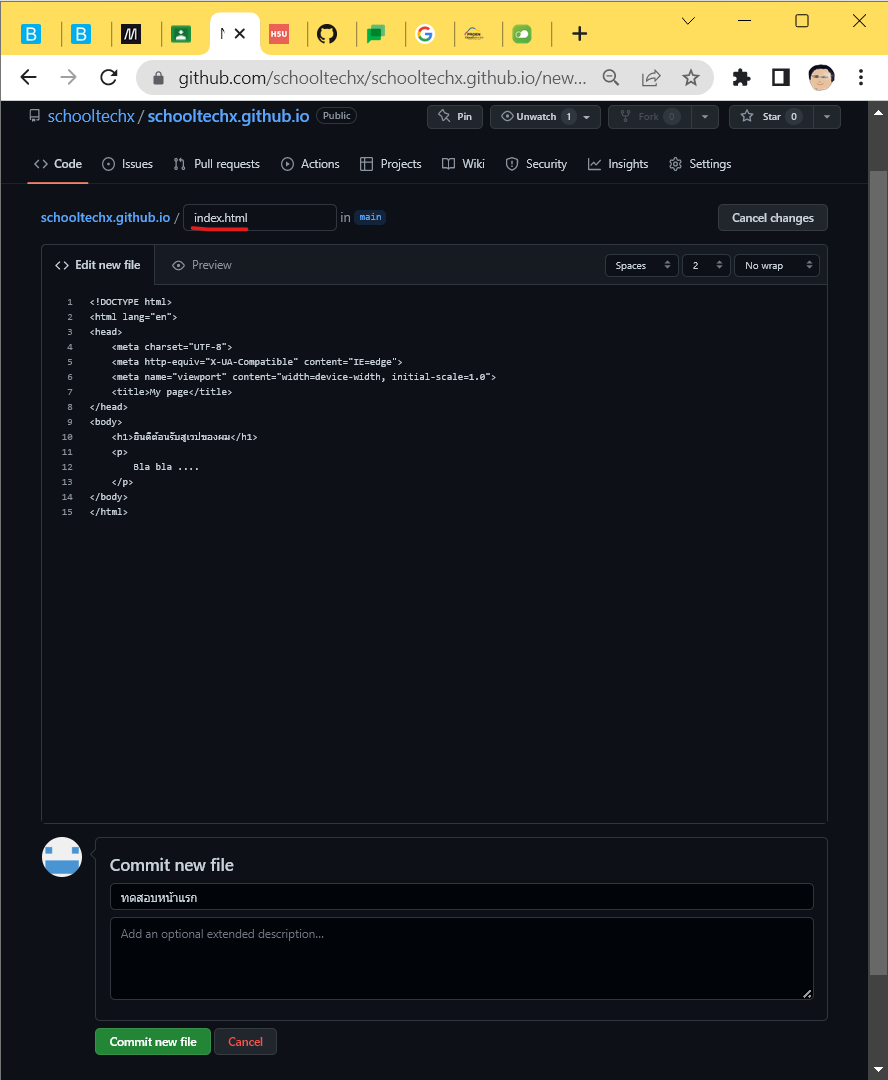 HSU
github.com/schooltechx/schooltechx.github.io/new...
schooltechx / schooltechx.github.io Public
Pin Unwatch 1 Fork 0 Star 0
Code Issues Pull requests Actions Projects Wiki Security Insights Settings
schooltechx.github.io / index.html in main Cancel changes
Edit new file Preview Spaces 2 No wrap
1 <!DOCTYPE html>
2 <html lang="en">
3 <head>
4 <meta charset="UTF-8">
5 <meta http-equiv="X-UA-Compatible" content="IE=edge">
6 <meta name="viewport" content="width=device-width, initial-scale=1.0">
7 <title>My page</title>
8 </head>
9 <body>
10 <h1>ยินดีต้อนรับสู่เวปของผม</h1>
11 <p>
12 Bla bla ....
13 </p>
14 </body>
15 </html>
Commit new file
ทดสอบหน้าแรก
Add an optional extended description...
Commit new file Cancel